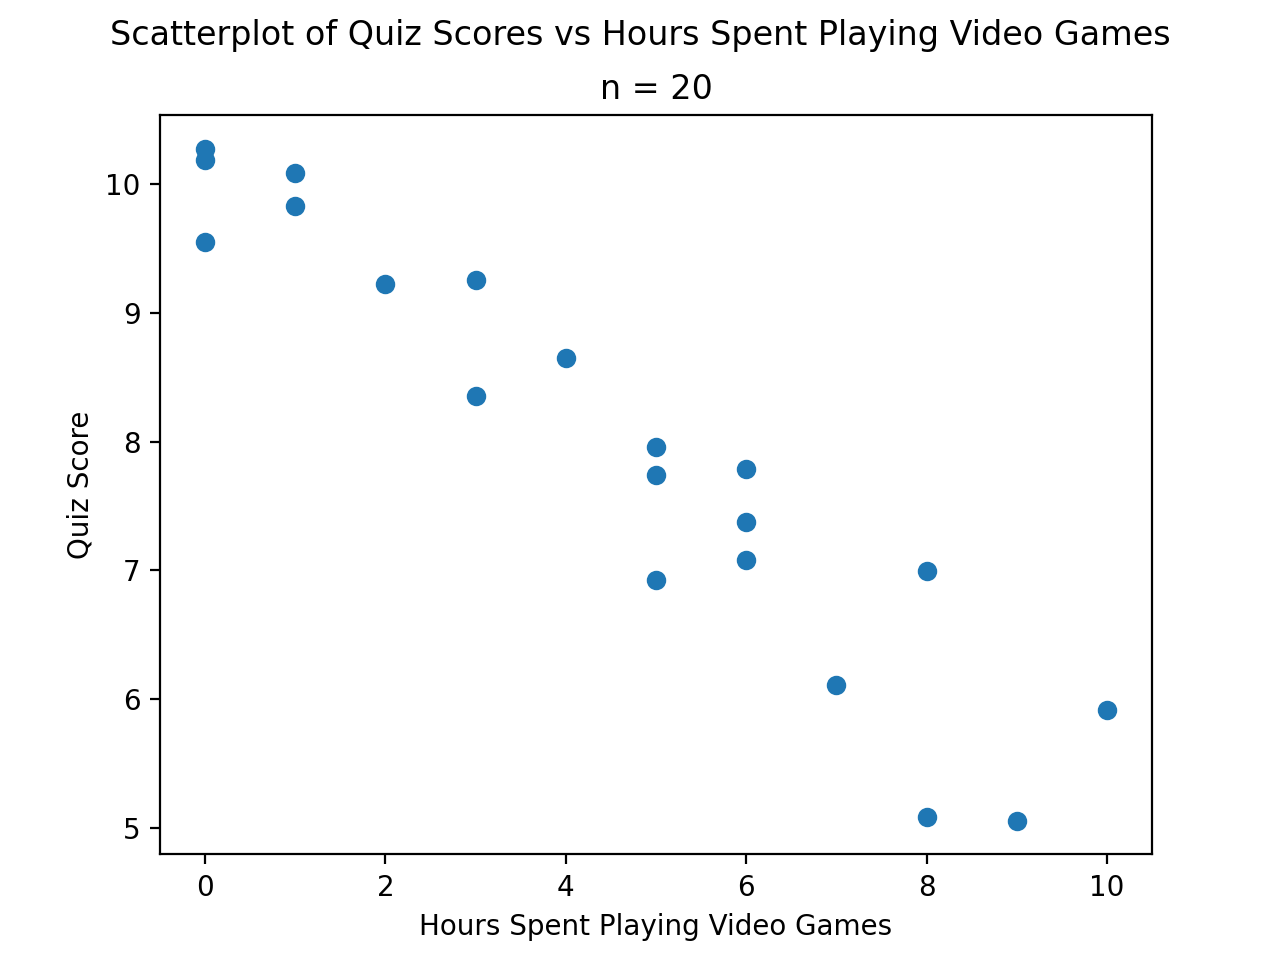 Scatterplot of Quiz Scores vs Hours Spent Playing Video Games
n = 20
10
9
8
7
6
5
Quiz Score
0 2 4 6 8 10
Hours Spent Playing Video Games